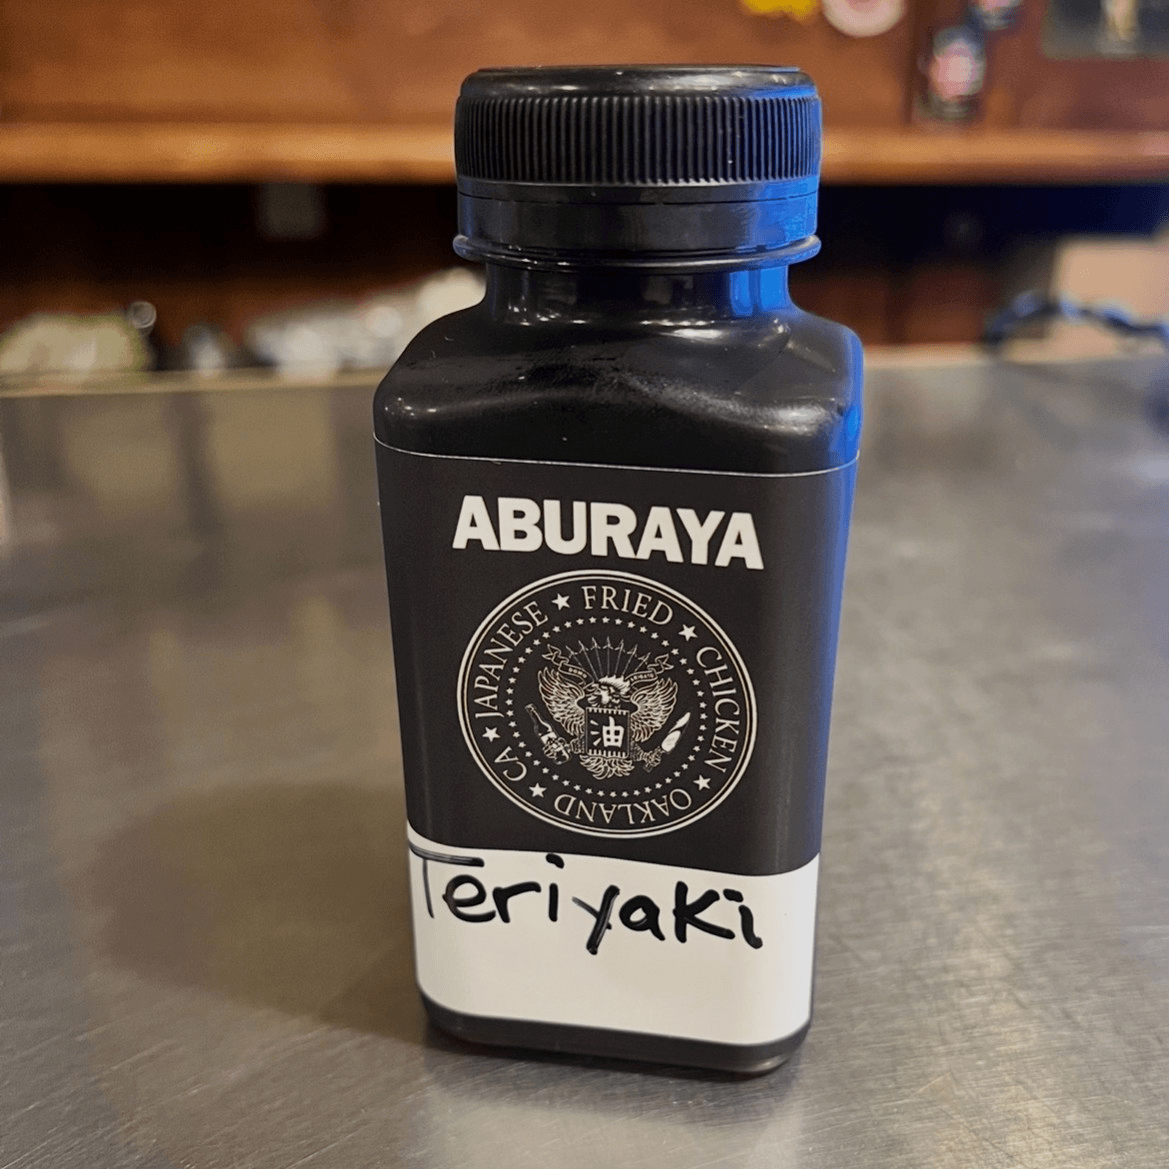 ABURAYA
JAPANESE ★ FRIED ★ CHICKEN ★ OAKLAND ★ CA ★
油
Teriyaki